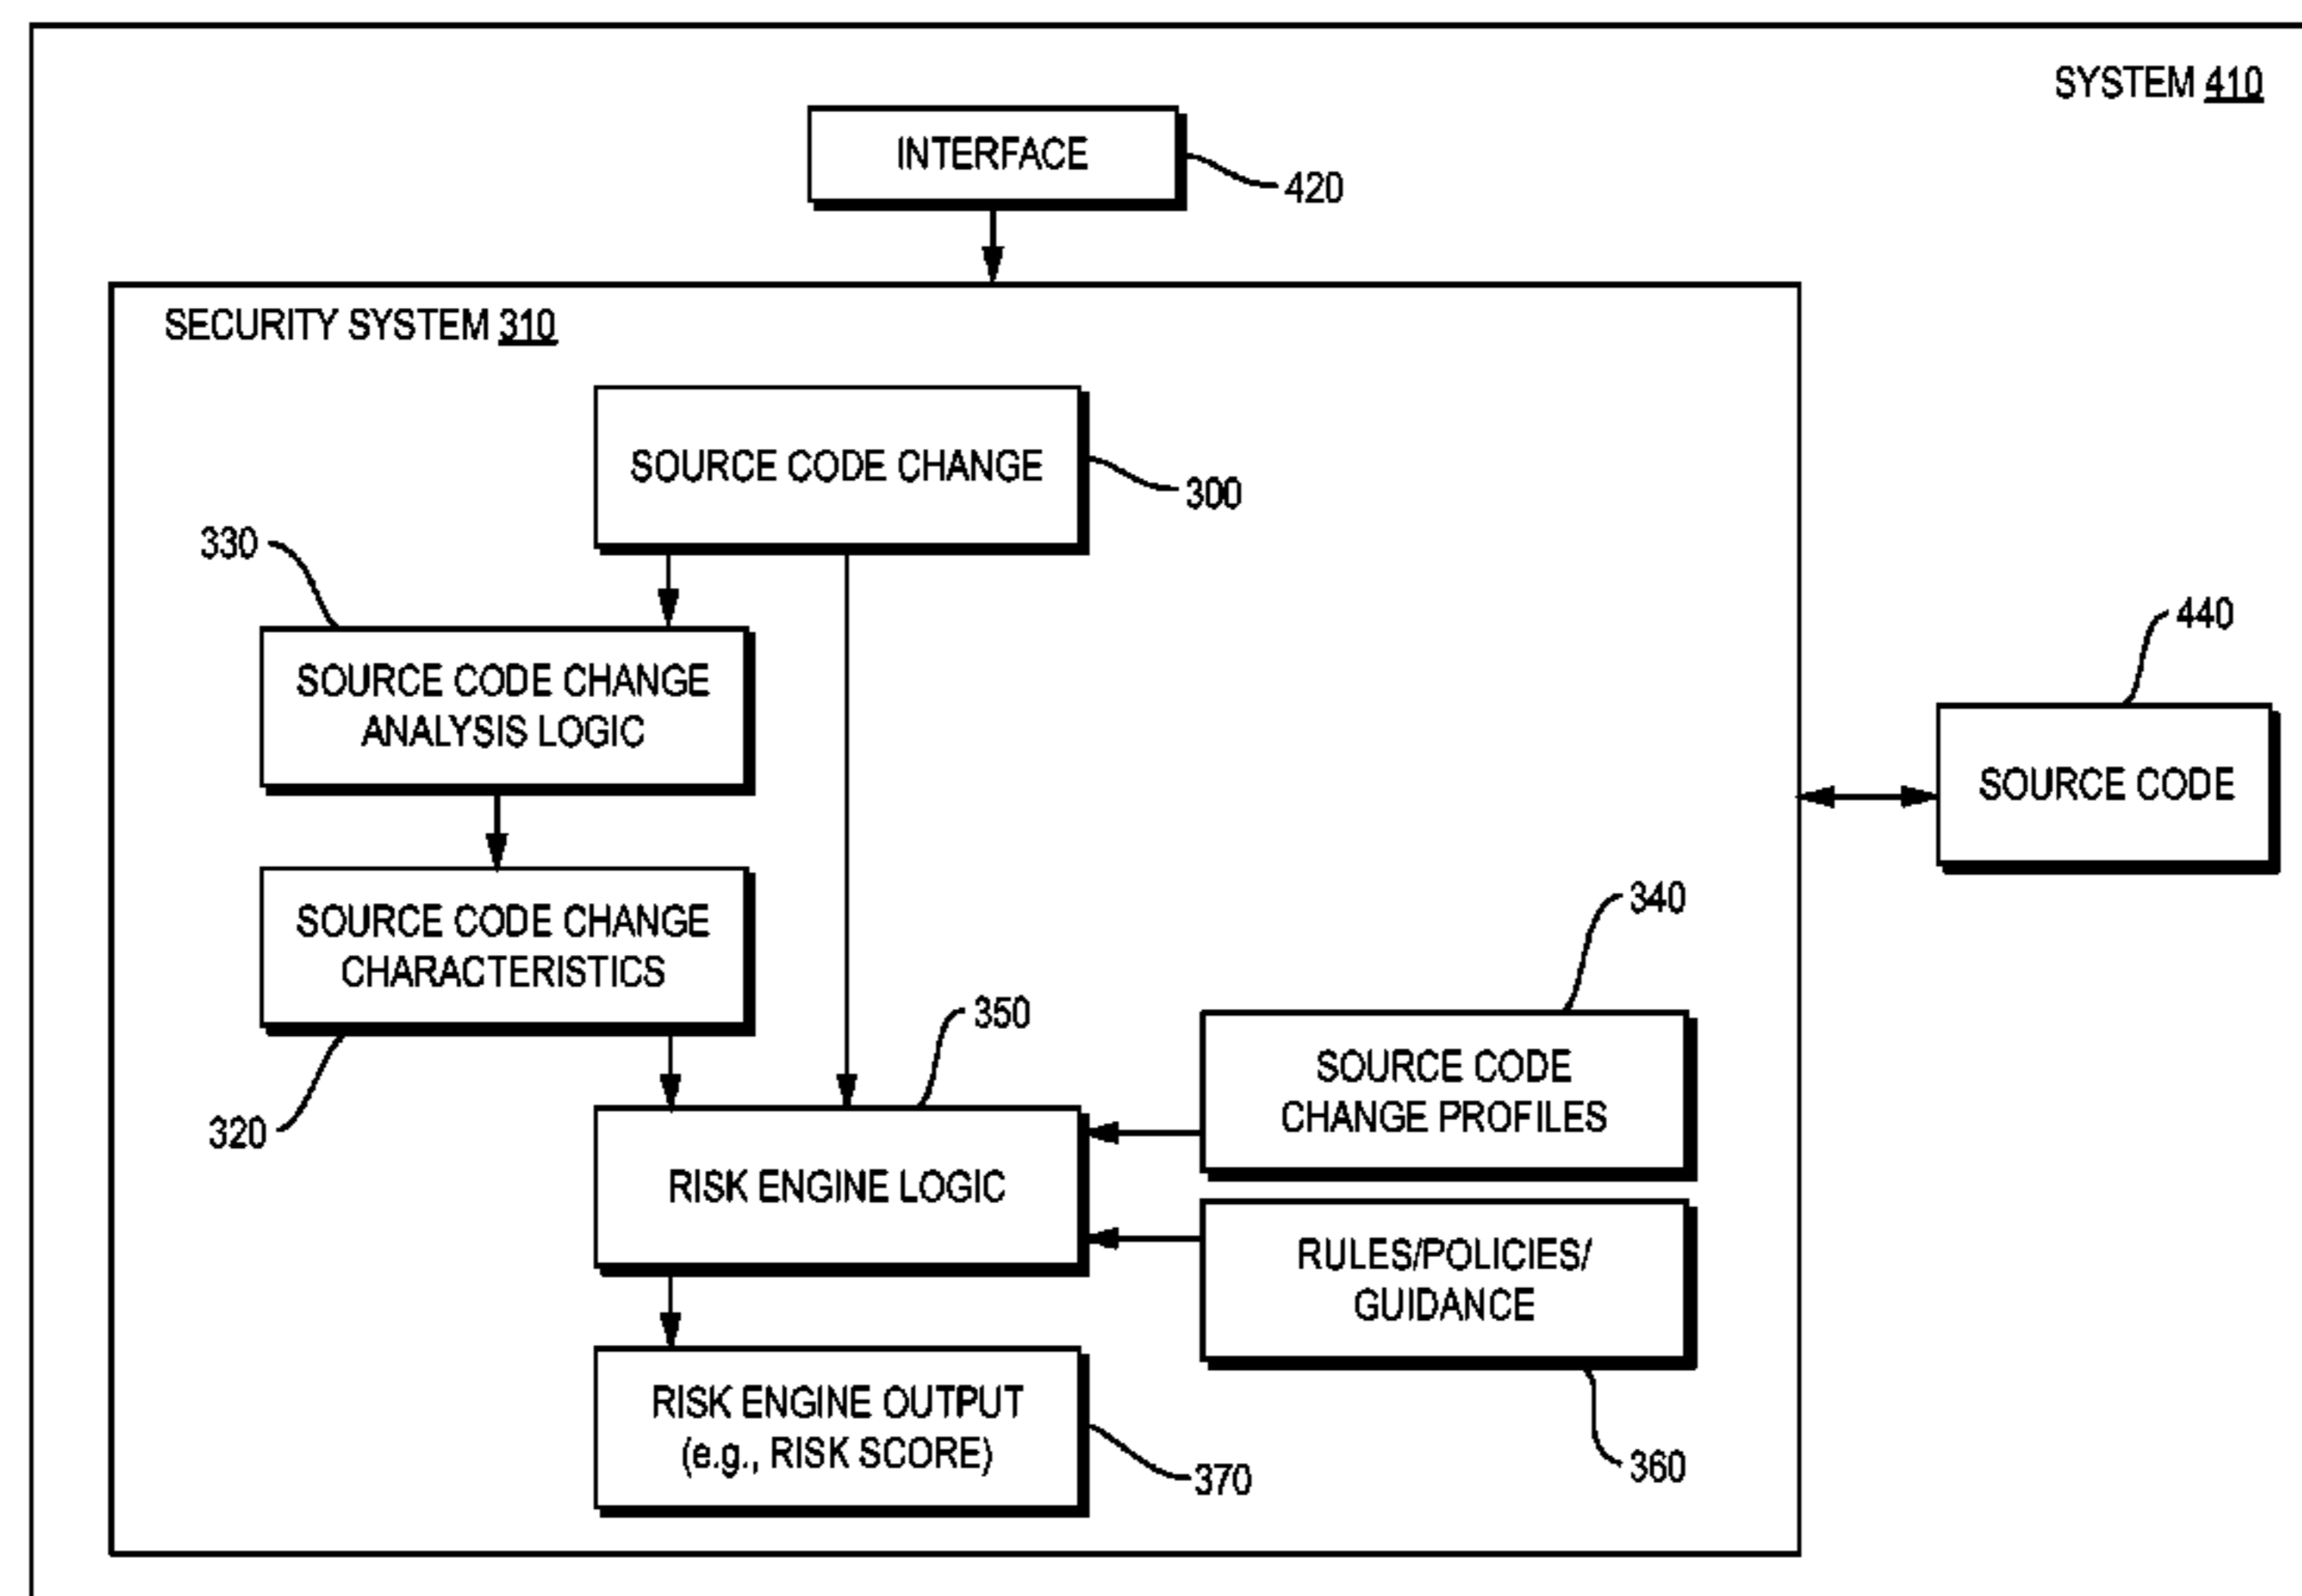 SYSTEM 410
INTERFACE
420
SECURITY SYSTEM 310
SOURCE CODE CHANGE
300
330
SOURCE CODE CHANGE
ANALYSIS LOGIC
440
SOURCE CODE
SOURCE CODE CHANGE
CHARACTERISTICS
320
340
350
SOURCE CODE
CHANGE PROFILES
RISK ENGINE LOGIC
RULES/POLICIES/
GUIDANCE
360
RISK ENGINE OUTPUT
(e.g., RISK SCORE)
370